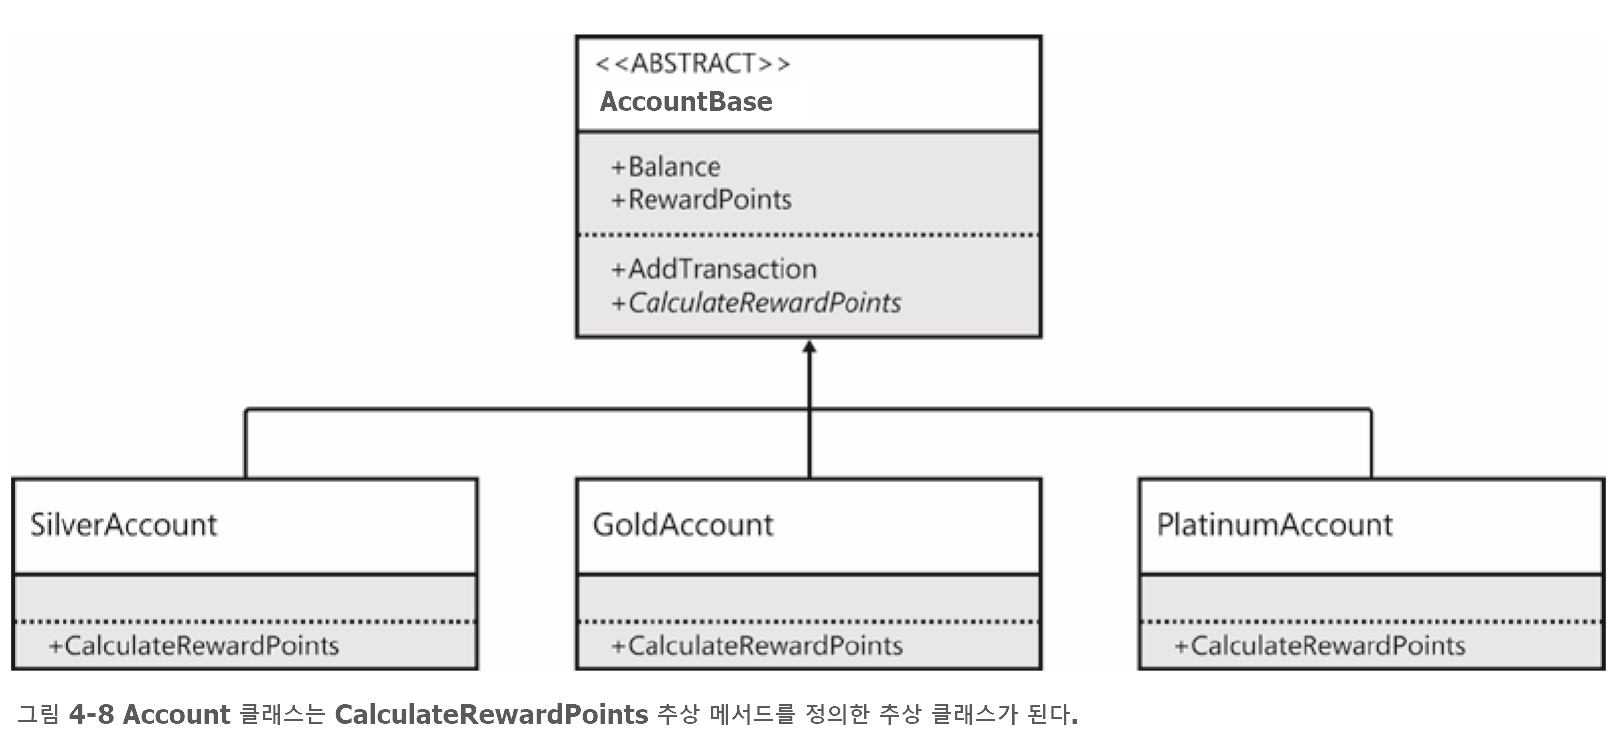 <<ABSTRACT>>
AccountBase
+Balance
+RewardPoints
+AddTransaction
+CalculateRewardPoints
SilverAccount
+CalculateRewardPoints
GoldAccount
+CalculateRewardPoints
PlatinumAccount
+CalculateRewardPoints
그림 4-8 Account 클래스는 CalculateRewardPoints 추상 메서드를 정의한 추상 클래스가 된다.